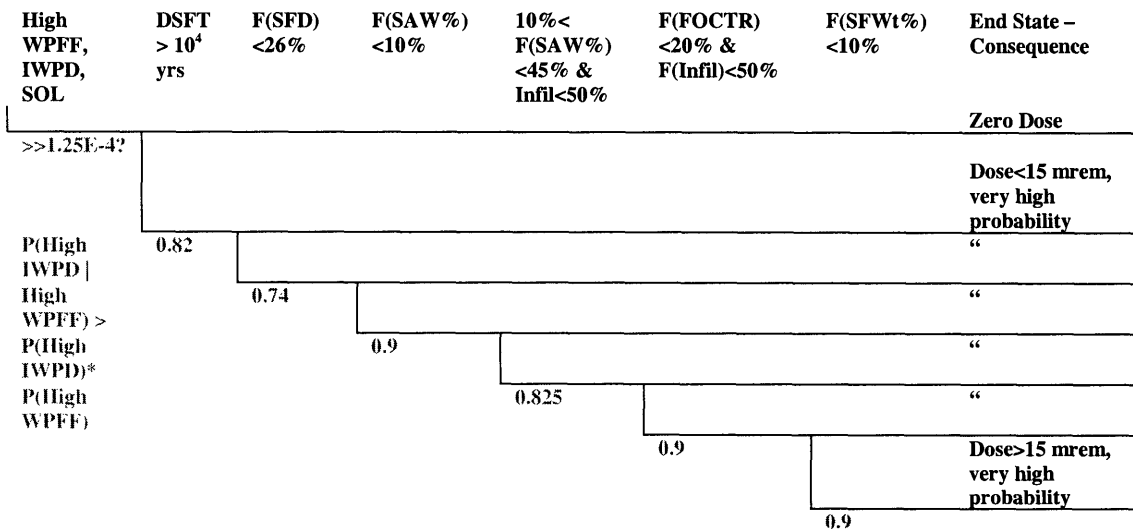 High WPFF, IWPD, SOL
DSFT > 10⁴ yrs
F(SFD) <26%
F(SAW%) <10%
10%< F(SAW%) <45% & Infil<50%
F(FOCTR) <20% & F(Infil)<50%
F(SFWt%) <10%
End State – Consequence
Zero Dose
>>1.25E-4?
Dose<15 mrem,
very high
probability
P(High
0.82
“
IWPD |
High
0.74
“
WPFF) >
P(High
0.9
“
IWPD)*
P(High
0.825
“
WPFF)
0.9
Dose>15 mrem,
very high
probability
0.9